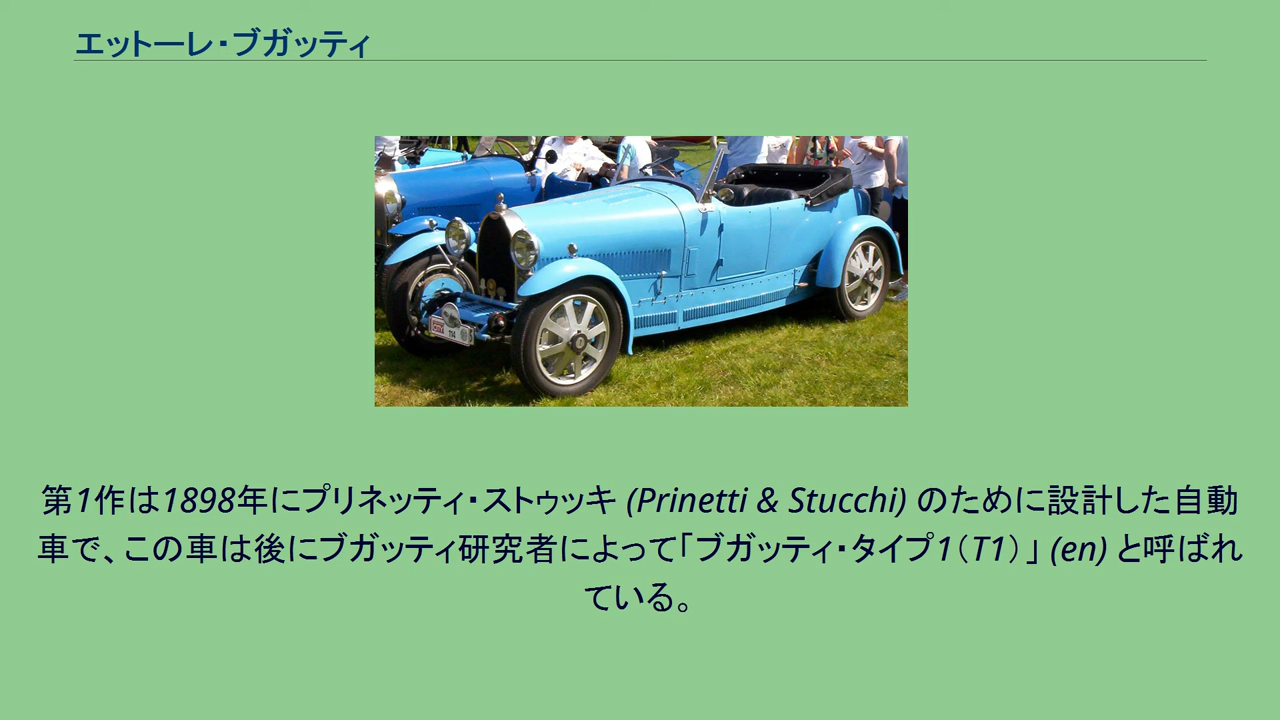 エットーレ・ブガッティ
第1作は1898年にプリネッティ・ストゥッキ (Prinetti & Stucchi) のために設計した自動
車で、この車は後にブガッティ研究者によって「ブガッティ・タイプ1（T1）」 (en) と呼ばれ
ている。